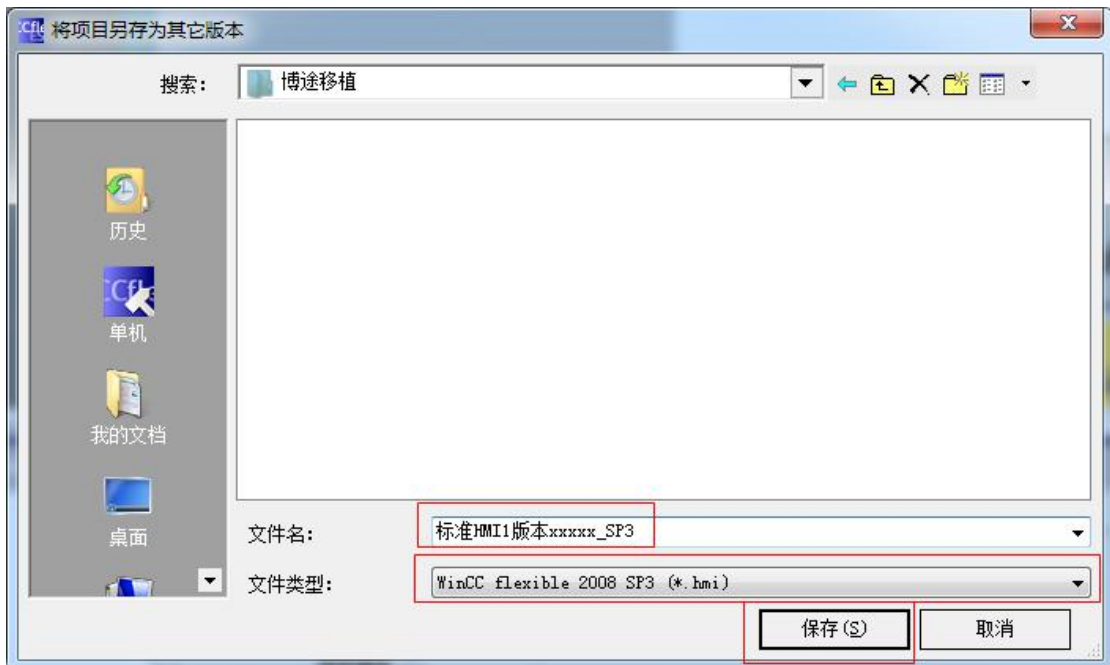 将项目另存为其它版本
搜索:
博途移植
历史
单机
我的文档
桌面
文件名:
标准HMI1版本xxxxx_SP3
文件类型:
WinCC flexible 2008 SP3 (*.hmi)
保存(S)
取消